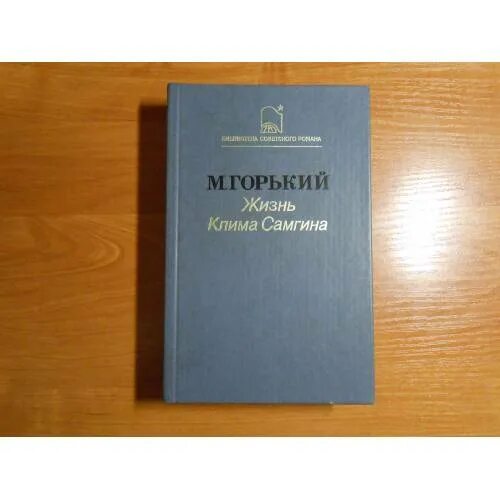 БИБЛИОТЕКА СОВЕТСКОГО РОМАНА
М.ГОРЬКИЙ
Жизнь
Клима Самгина